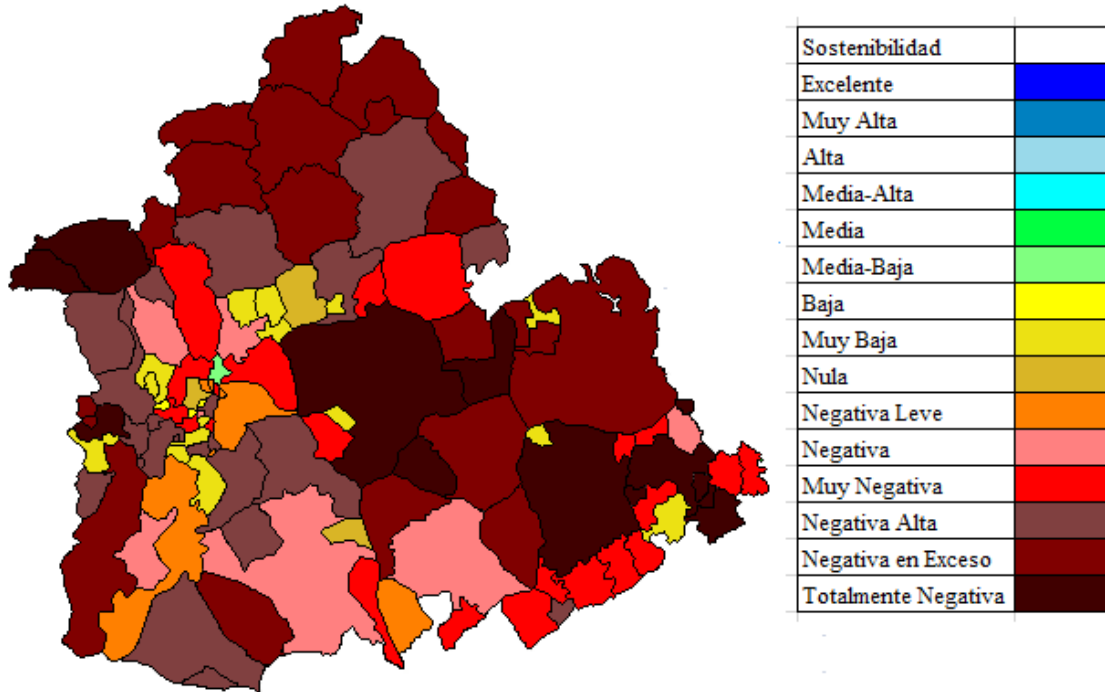 Sostenibilidad
Excelente
Muy Alta
Alta
Media-Alta
Media
Media-Baja
Baja
Muy Baja
Nula
Negativa Leve
Negativa
Muy Negativa
Negativa Alta
Negativa en Exceso
Totalmente Negativa